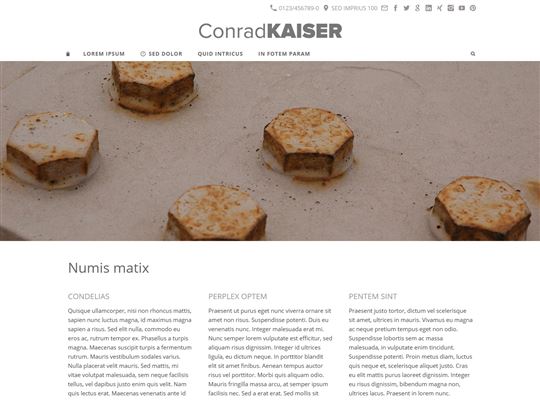 0123/456789-0 SED IMPRIUS 100
ConradKAISER
LOREM IPSUM SED DOLOR QUID INTRICUS IN FOTEM PARAM
Numis matix
CONDELIAS
Quisque ullamcorper, nisi non rhoncus mattis,
sapien nunc luctus magna, id maximus magna
sapien a risus. Sed elit nulla, commodo eu
eros ac, rutrum tempor ex. Phasellus a turpis
magna. Maecenas suscipit turpis a fermentum
rutrum. Mauris vestibulum sodales varius.
Nulla placerat velit mauris. Sed mattis, mi
vitae volutpat malesuada, sem neque facilisis
tellus, vel dapibus justo enim quis velit. Nam
quis lectus erat. Maecenas venenatis ante id
PERPLEX OPTEM
Praesent ut purus eget nunc viverra ornare sit
amet non risus. Suspendisse potenti. Duis eu
venenatis nunc. Integer malesuada erat mi.
Nunc semper lorem vulputate est efficitur, sed
interdum nunc dignissim. Integer id ultrices
ligula, eu dictum neque. In porttitor blandit
elit sit amet finibus. Aenean tempus auctor
risus vel porttitor. Morbi quis aliquam odio.
Mauris fringilla massa arcu, at semper ipsum
facilisis nec. Sed a erat erat. Sed mollis sit
PENTEM SINT
Praesent justo tortor, dictum vel scelerisque
sit amet, ultrices in mauris. Vivamus eu magna
ac neque pretium tempus eget non odio.
Suspendisse lobortis sem ac massa
malesuada, in vulputate enim tincidunt.
Suspendisse potenti. Proin metus diam, luctus
quis neque et, scelerisque aliquet justo. Cras
eu elit mattis purus laoreet dignissim. Integer
eu risus dignissim, bibendum magna non,
ultrices lacus. Praesent in lorem nunc.